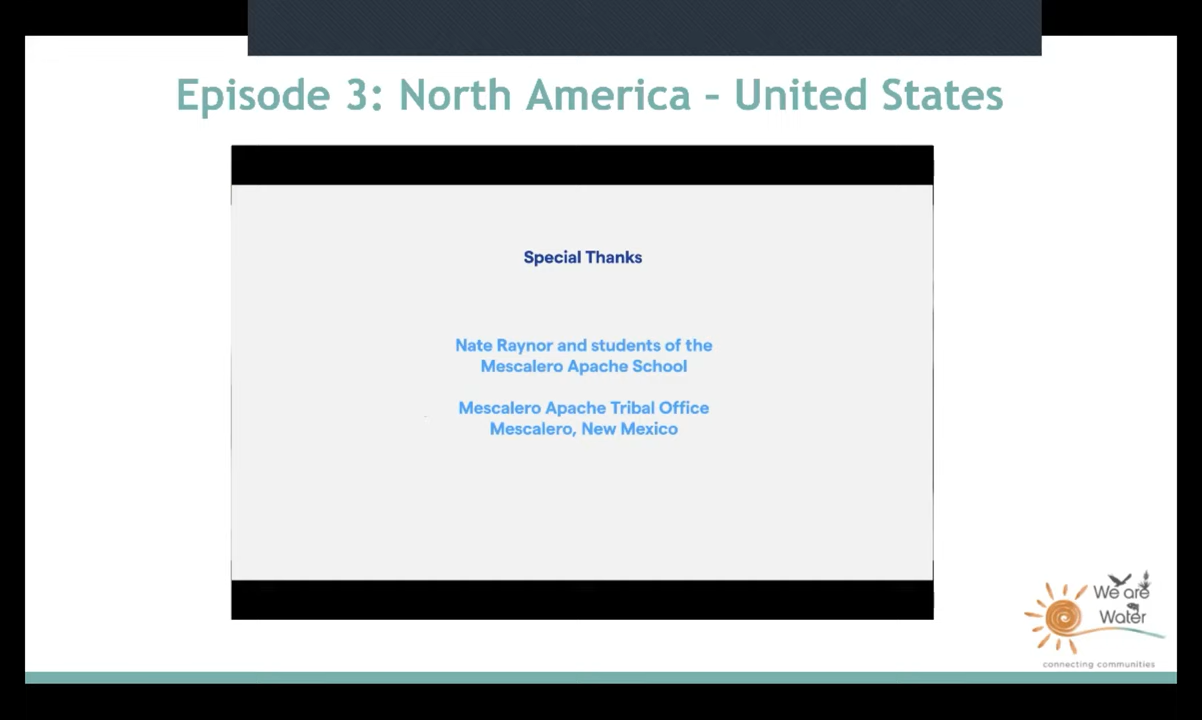 Episode 3: North America – United States
Special Thanks
Nate Raynor and students of the
Mescalero Apache School
Mescalero Apache Tribal Office
Mescalero, New Mexico
We are
Water
connecting communities